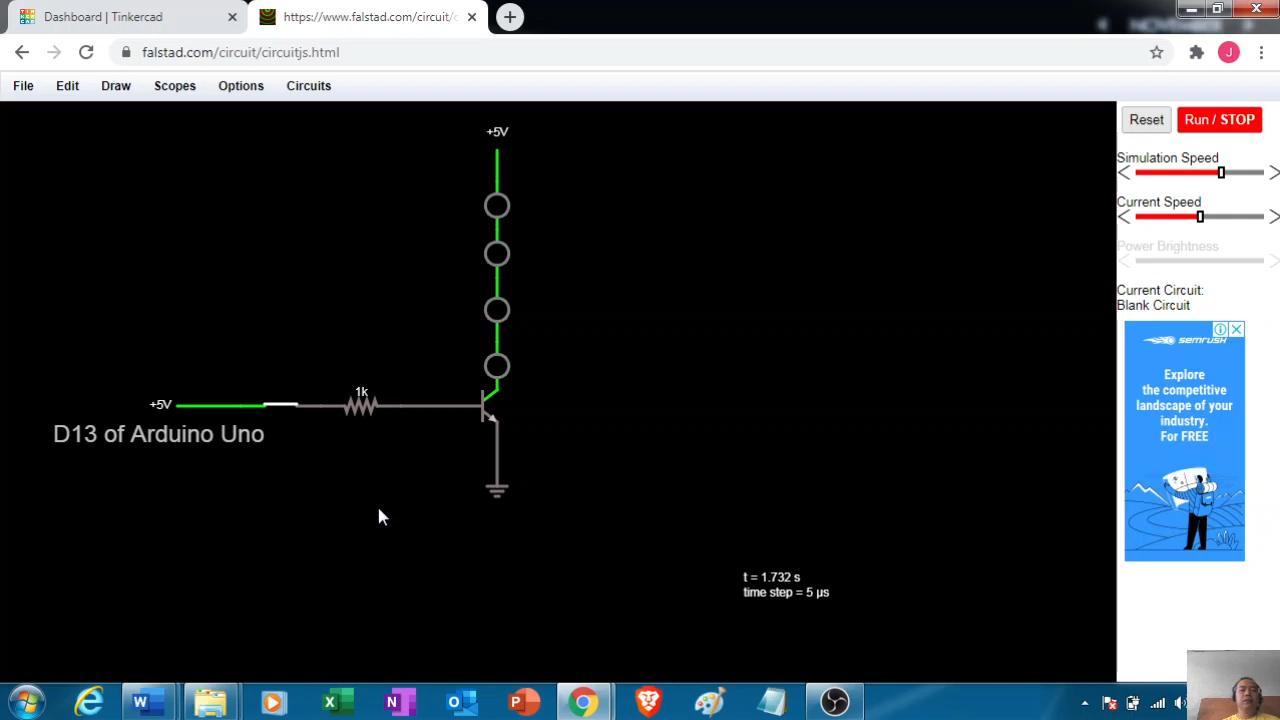 Dashboard | Tinkercad
https://www.falstad.com/circuit/c
falstad.com/circuit/circuitjs.html
J
File Edit Draw Scopes Options Circuits
+5V
1k
+5V
D13 of Arduino Uno
t = 1.732 s
time step = 5 µs
Reset Run / STOP
Simulation Speed
Current Speed
Power Brightness
Current Circuit:
Blank Circuit
SEMRUSH
Explore
the competitive
landscape of your
industry.
For FREE